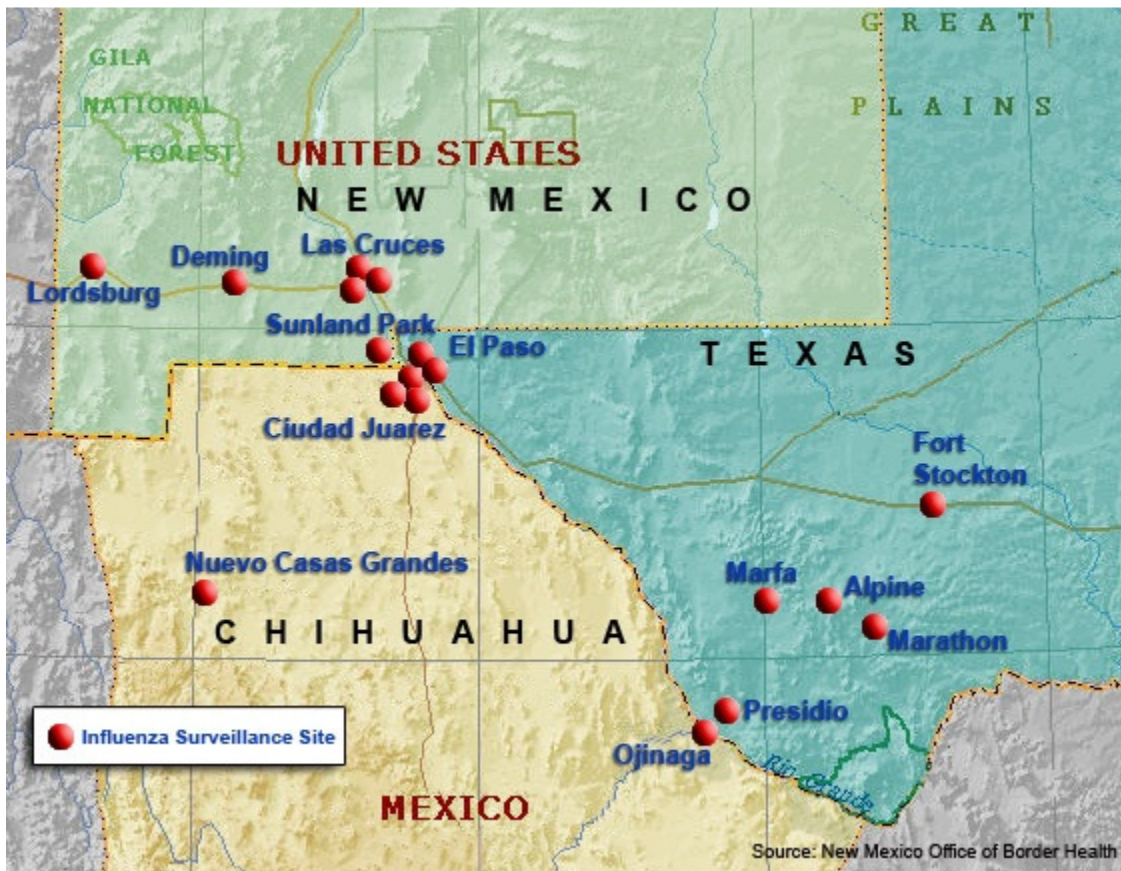 GREAT
PLAINS
GILA
NATIONAL
FOREST
UNITED STATES
NEW MEXICO
Las Cruces
Deming
Lordsburg
Sunland Park
El Paso
TEXAS
Ciudad Juarez
Fort
Stockton
Nuevo Casas Grandes
Marfa
Alpine
CHIHUAHUA
Marathon
Presidio
Influenza Surveillance Site
Ojinaga
Rio Grande
MEXICO
Source: New Mexico Office of Border Health